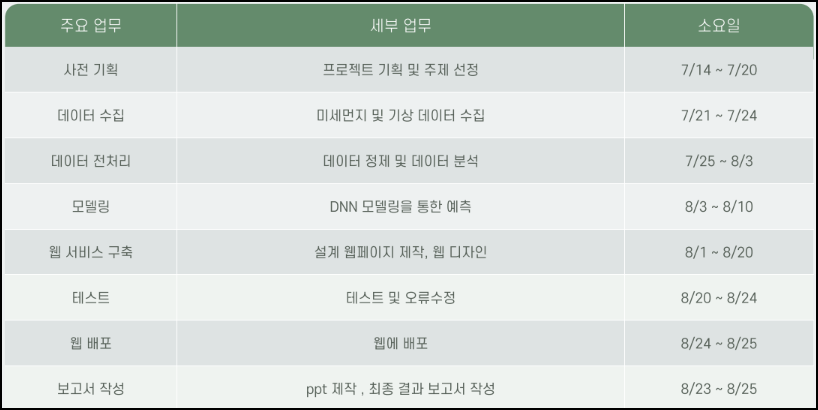 주요 업무 세부 업무 소요일
사전 기획 프로젝트 기획 및 주제 선정 7/14 ~ 7/20
데이터 수집 미세먼지 및 기상 데이터 수집 7/21 ~ 7/24
데이터 전처리 데이터 정제 및 데이터 분석 7/25 ~ 8/3
모델링 DNN 모델링을 통한 예측 8/3 ~ 8/10
웹 서비스 구축 설계 웹페이지 제작, 웹 디자인 8/1 ~ 8/20
테스트 테스트 및 오류수정 8/20 ~ 8/24
웹 배포 웹에 배포 8/24 ~ 8/25
보고서 작성 ppt 제작 , 최종 결과 보고서 작성 8/23 ~ 8/25